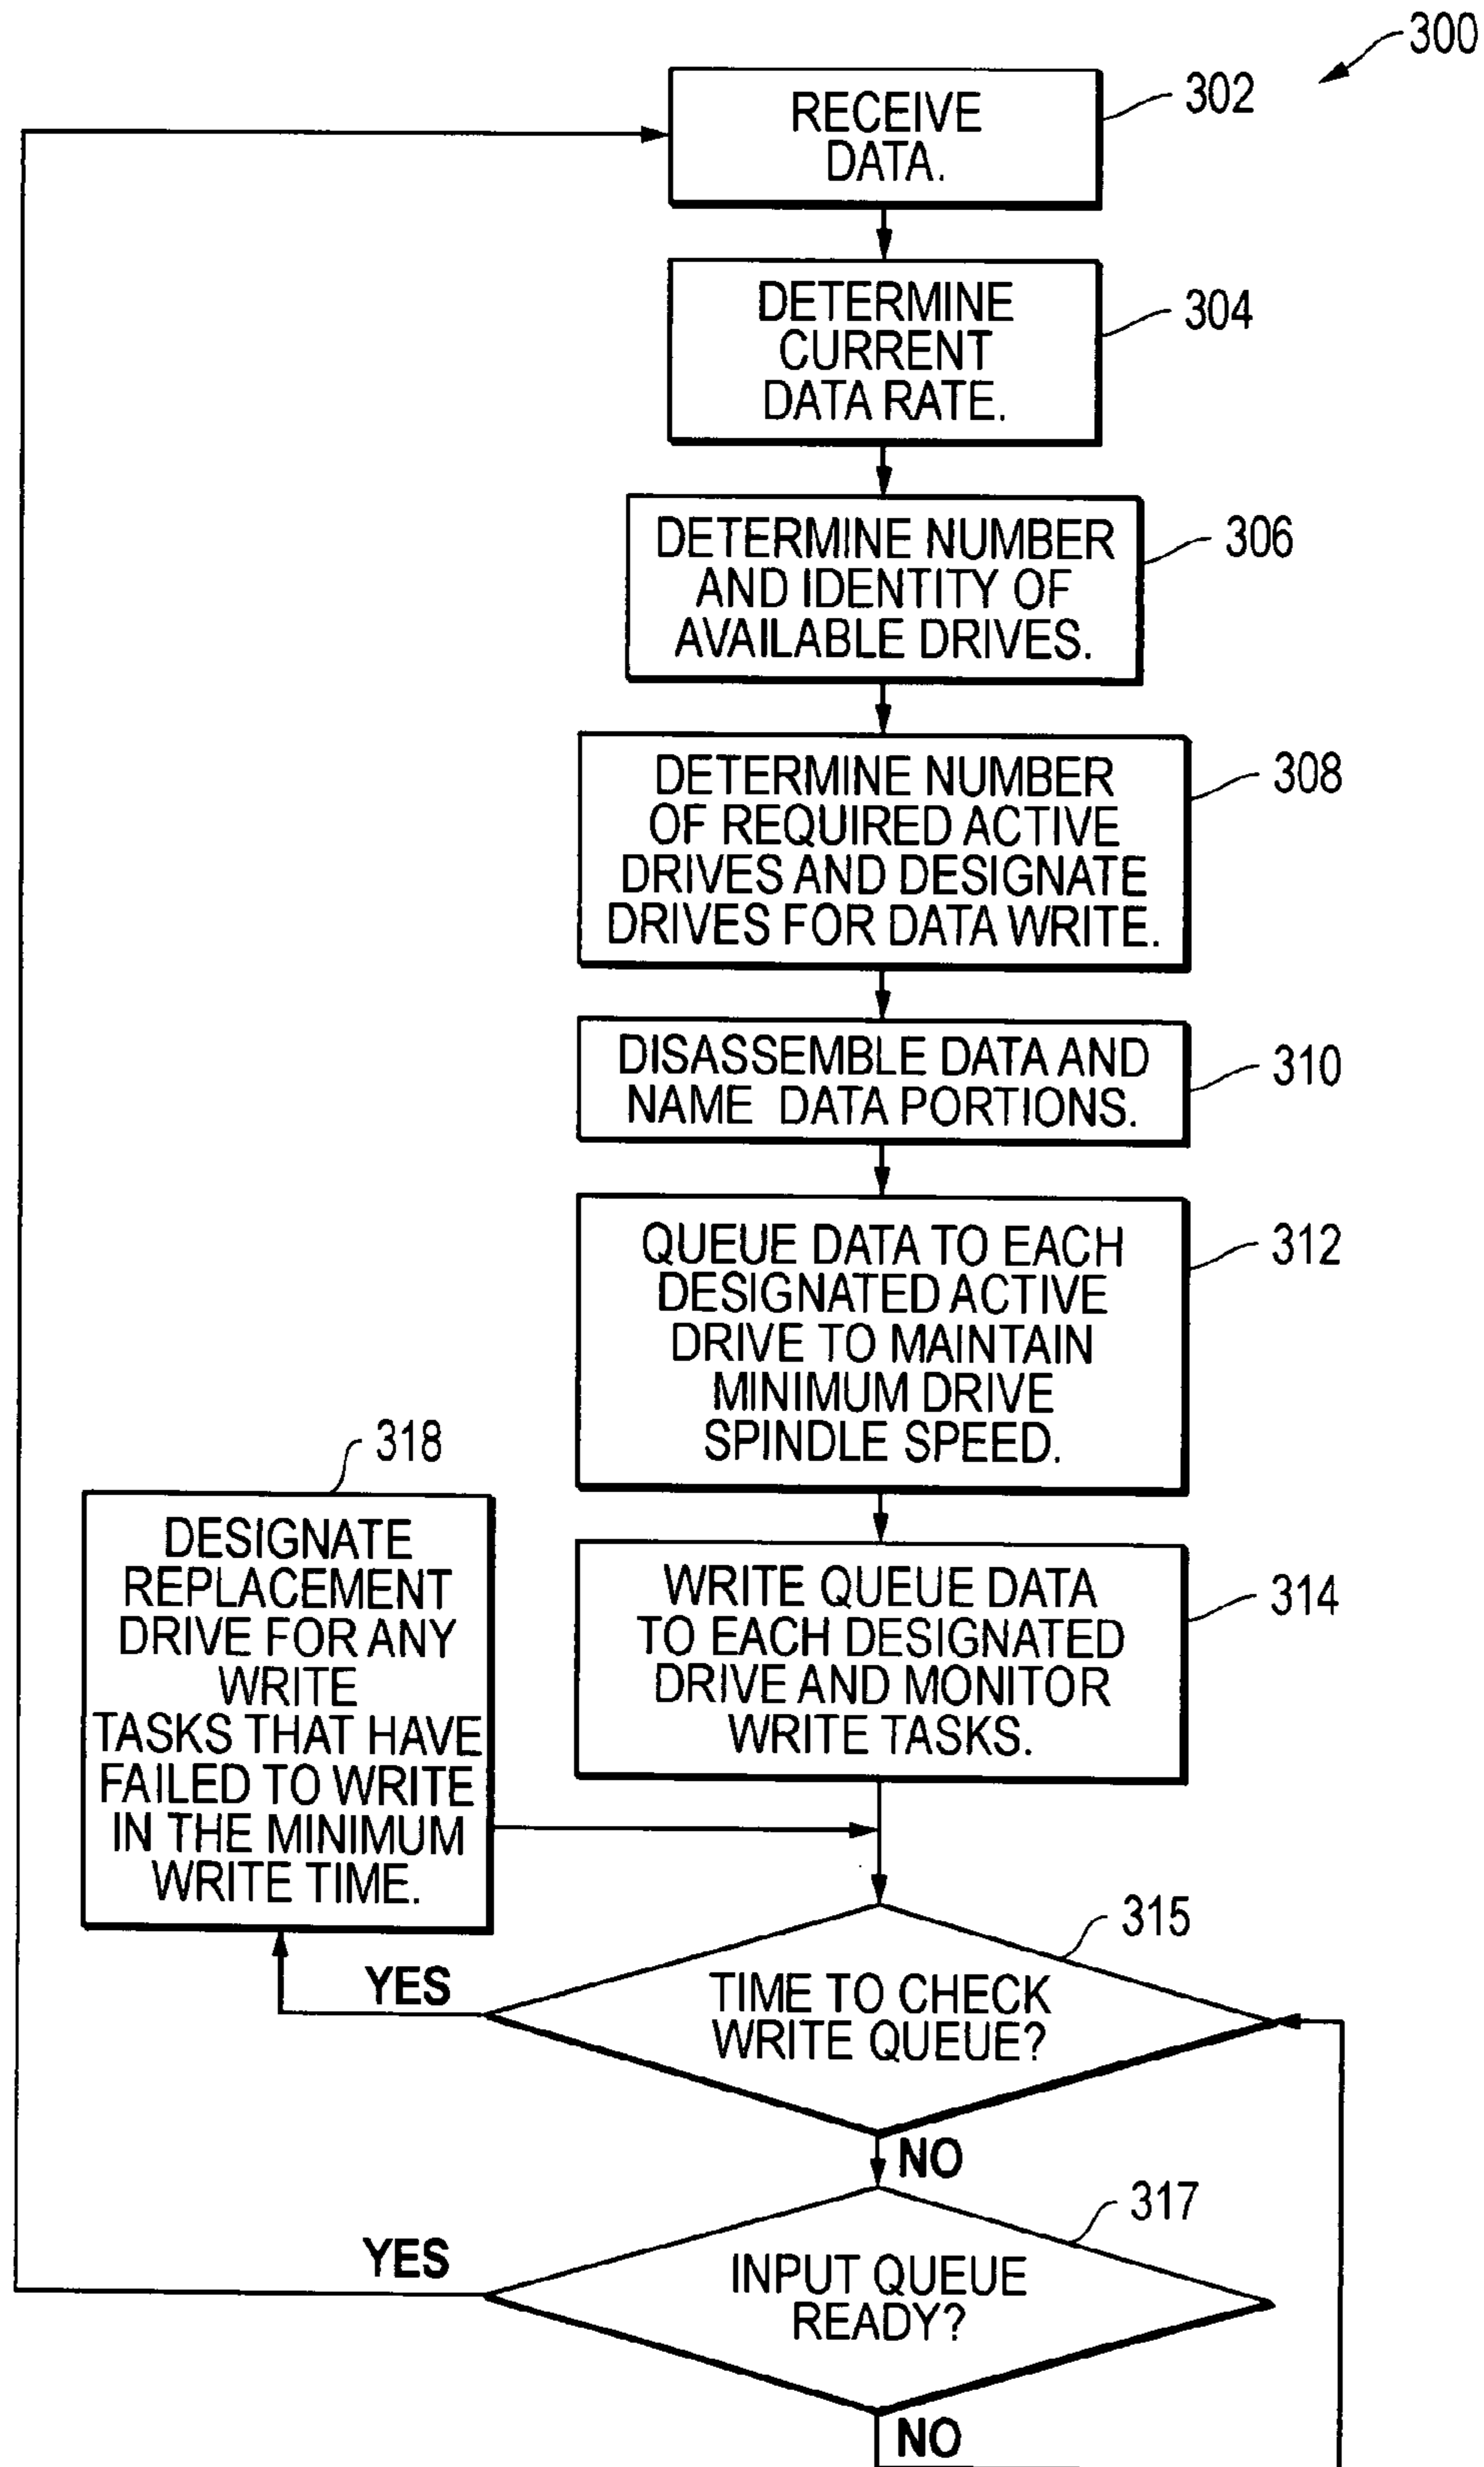 300
RECEIVE
DATA.
302
DETERMINE
CURRENT
DATA RATE.
304
DETERMINE NUMBER
AND IDENTITY OF
AVAILABLE DRIVES.
306
DETERMINE NUMBER
OF REQUIRED ACTIVE
DRIVES AND DESIGNATE
DRIVES FOR DATA WRITE.
308
DISASSEMBLE DATA AND
NAME DATA PORTIONS.
310
QUEUE DATA TO EACH
DESIGNATED ACTIVE
DRIVE TO MAINTAIN
MINIMUM DRIVE
SPINDLE SPEED.
312
318
DESIGNATE
REPLACEMENT
DRIVE FOR ANY
WRITE
TASKS THAT HAVE
FAILED TO WRITE
IN THE MINIMUM
WRITE TIME.
WRITE QUEUE DATA
TO EACH DESIGNATED
DRIVE AND MONITOR
WRITE TASKS.
314
315
YES
TIME TO CHECK
WRITE QUEUE?
NO
317
YES
INPUT QUEUE
READY?
NO